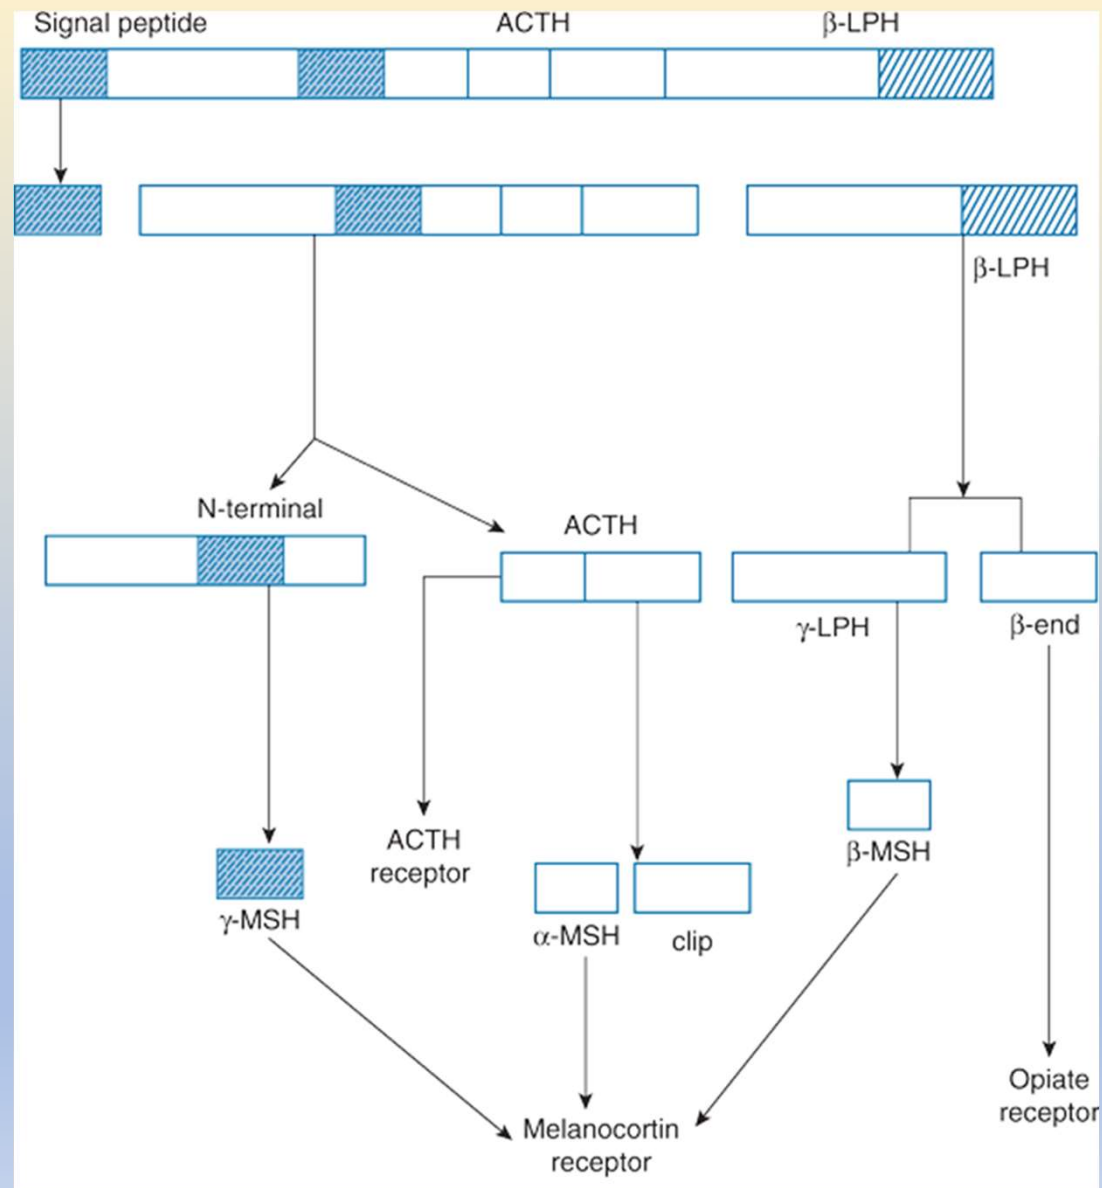 Signal peptide
ACTH
β-LPH
β-LPH
N-terminal
ACTH
γ-LPH
β-end
ACTH
receptor
β-MSH
γ-MSH
α-MSH
clip
Opiate
receptor
Melanocortin
receptor